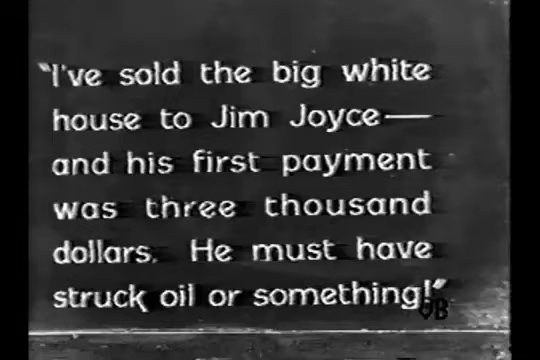 "I've sold the big white
house to Jim Joyce—
and his first payment
was three thousand
dollars. He must have
struck oil or something!"